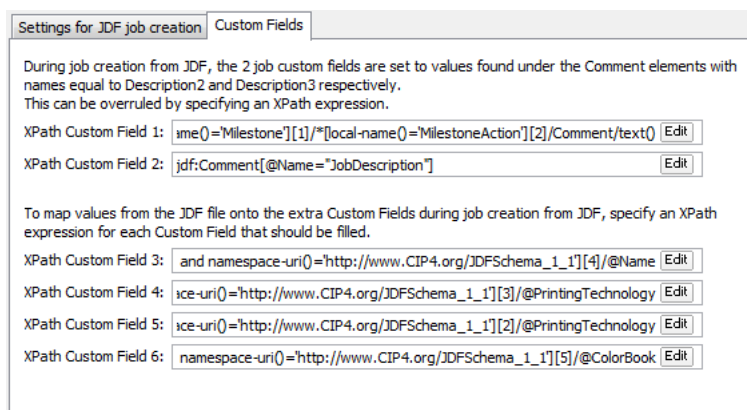 Settings for JDF job creation Custom Fields
During job creation from JDF, the 2 job custom fields are set to values found under the Comment elements with
names equal to Description2 and Description3 respectively.
This can be overruled by specifying an XPath expression.
XPath Custom Field 1: ame()='Milestone'][1]/*[local-name()='MilestoneAction'][2]/Comment/text() Edit
XPath Custom Field 2: jdf:Comment[@Name="JobDescription"] Edit
To map values from the JDF file onto the extra Custom Fields during job creation from JDF, specify an XPath
expression for each Custom Field that should be filled.
XPath Custom Field 3: and namespace-uri()='http://www.CIP4.org/JDFSchema_1_1'][4]/@Name Edit
XPath Custom Field 4: ace-uri()='http://www.CIP4.org/JDFSchema_1_1'][3]/@PrintingTechnology Edit
XPath Custom Field 5: ace-uri()='http://www.CIP4.org/JDFSchema_1_1'][2]/@PrintingTechnology Edit
XPath Custom Field 6: namespace-uri()='http://www.CIP4.org/JDFSchema_1_1'][5]/@ColorBook Edit